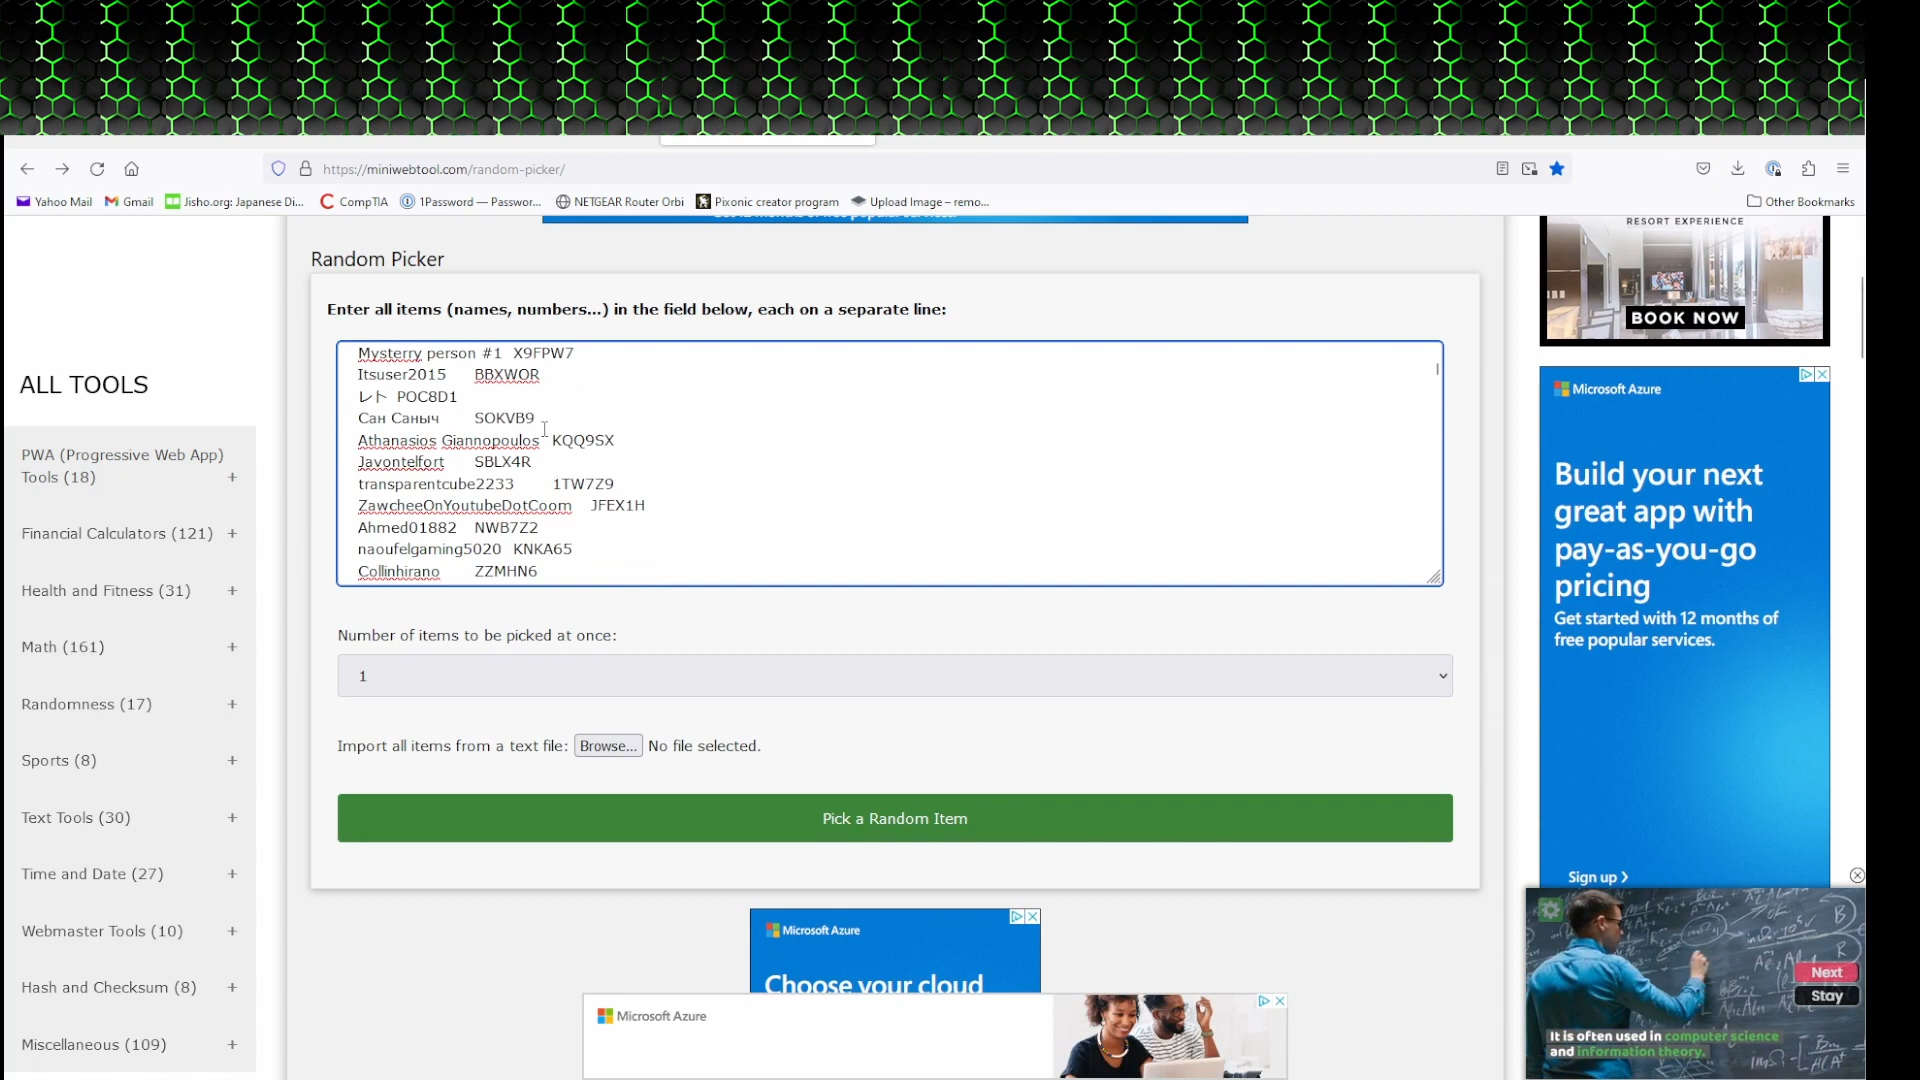 https://miniwebtool.com/random-picker/
Yahoo Mail
Gmail
Jisho.org: Japanese Di...
CompTIA
1Password — Passwor...
NETGEAR Router Orbi
Pixonic creator program
Upload Image – remo...
Other Bookmarks
RESORT EXPERIENCE
BOOK NOW
Random Picker
Enter all items (names, numbers...) in the field below, each on a separate line:
Mysterry person #1 X9FPW7
Itsuser2015 BBXWOR
レト POC8D1
Сан Саныч SOKVB9
Athanasios Giannopoulos KQQ9SX
Javontelfort SBLX4R
transparentcube2233 1TW7Z9
ZawcheeOnYoutubeDotCoom JFEX1H
Ahmed01882 NWB7Z2
naoufelgaming5020 KNKA65
Collinhirano ZZMHN6
Number of items to be picked at once:
1
Import all items from a text file: Browse... No file selected.
Pick a Random Item
ALL TOOLS
PWA (Progressive Web App)
Tools (18) +
Financial Calculators (121) +
Health and Fitness (31) +
Math (161) +
Randomness (17) +
Sports (8) +
Text Tools (30) +
Time and Date (27) +
Webmaster Tools (10) +
Hash and Checksum (8) +
Miscellaneous (109) +
Microsoft Azure
Build your next
great app with
pay-as-you-go
pricing
Get started with 12 months of
free popular services.
Sign up
Microsoft Azure
Choose your cloud
Microsoft Azure
Next
Stay
It is often used in computer science
and information theory.